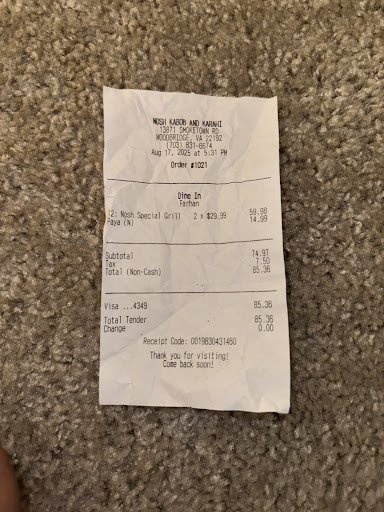 NOSH KABOB AND KARAHI
13871 SMOKETOWN RD
WOODBRIDGE, VA 22192
(703) 831-6674
Aug 17, 2025 at 5:31 PM
Order #1021
Dine In
Farhan
2: Nosh Special Grill 2 x $29.99 59.98
Paya (N) 14.99
Subtotal 74.97
Tax 7.50
Total (Non-Cash) 85.36
Visa ...4349 85.36
Total Tender 85.36
Change 0.00
Receipt Code: 0019830431450
Thank you for visiting!
Come back soon!